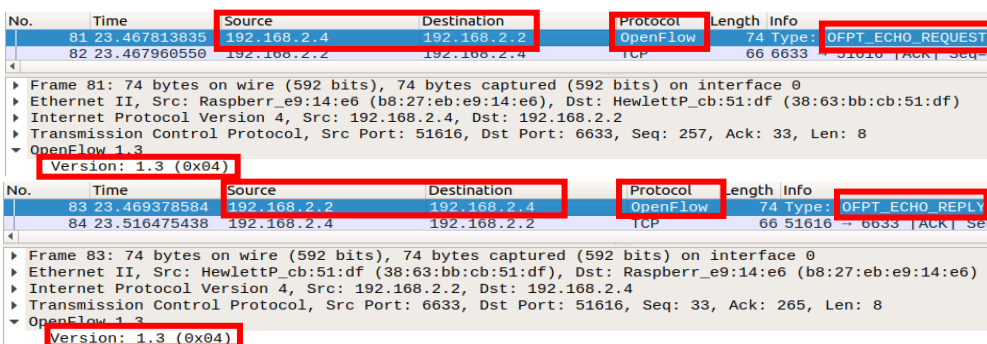 No. Time Source Destination Protocol Length Info
81 23.467813835 192.168.2.4 192.168.2.2 OpenFlow 74 Type: OFPT_ECHO_REQUEST
82 23.467960550 192.168.2.2 192.168.2.4 TCP 66 6633 → 51616 [ACK] Seq=
Frame 81: 74 bytes on wire (592 bits), 74 bytes captured (592 bits) on interface 0
Ethernet II, Src: Raspberr_e9:14:e6 (b8:27:eb:e9:14:e6), Dst: HewlettP_cb:51:df (38:63:bb:cb:51:df)
Internet Protocol Version 4, Src: 192.168.2.4, Dst: 192.168.2.2
Transmission Control Protocol, Src Port: 51616, Dst Port: 6633, Seq: 257, Ack: 33, Len: 8
OpenFlow 1.3
Version: 1.3 (0x04)
No. Time Source Destination Protocol Length Info
83 23.469378584 192.168.2.2 192.168.2.4 OpenFlow 74 Type: OFPT_ECHO_REPLY
84 23.516475438 192.168.2.4 192.168.2.2 TCP 66 51616 → 6633 [ACK] Se
Frame 83: 74 bytes on wire (592 bits), 74 bytes captured (592 bits) on interface 0
Ethernet II, Src: HewlettP_cb:51:df (38:63:bb:cb:51:df), Dst: Raspberr_e9:14:e6 (b8:27:eb:e9:14:e6)
Internet Protocol Version 4, Src: 192.168.2.2, Dst: 192.168.2.4
Transmission Control Protocol, Src Port: 6633, Dst Port: 51616, Seq: 33, Ack: 265, Len: 8
OpenFlow 1.3
Version: 1.3 (0x04)